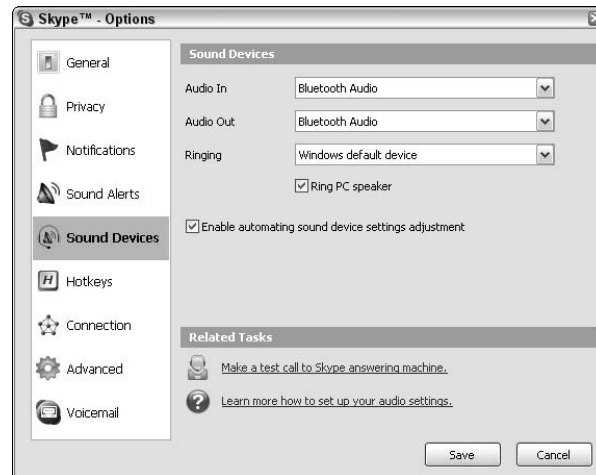 Skype™ - Options
General
Privacy
Notifications
Sound Alerts
Sound Devices
Hotkeys
Connection
Advanced
Voicemail
Sound Devices
Audio In Bluetooth Audio
Audio Out Bluetooth Audio
Ringing Windows default device
Ring PC speaker
Enable automating sound device settings adjustment
Related Tasks
Make a test call to Skype answering machine.
Learn more how to set up your audio settings.
Save Cancel